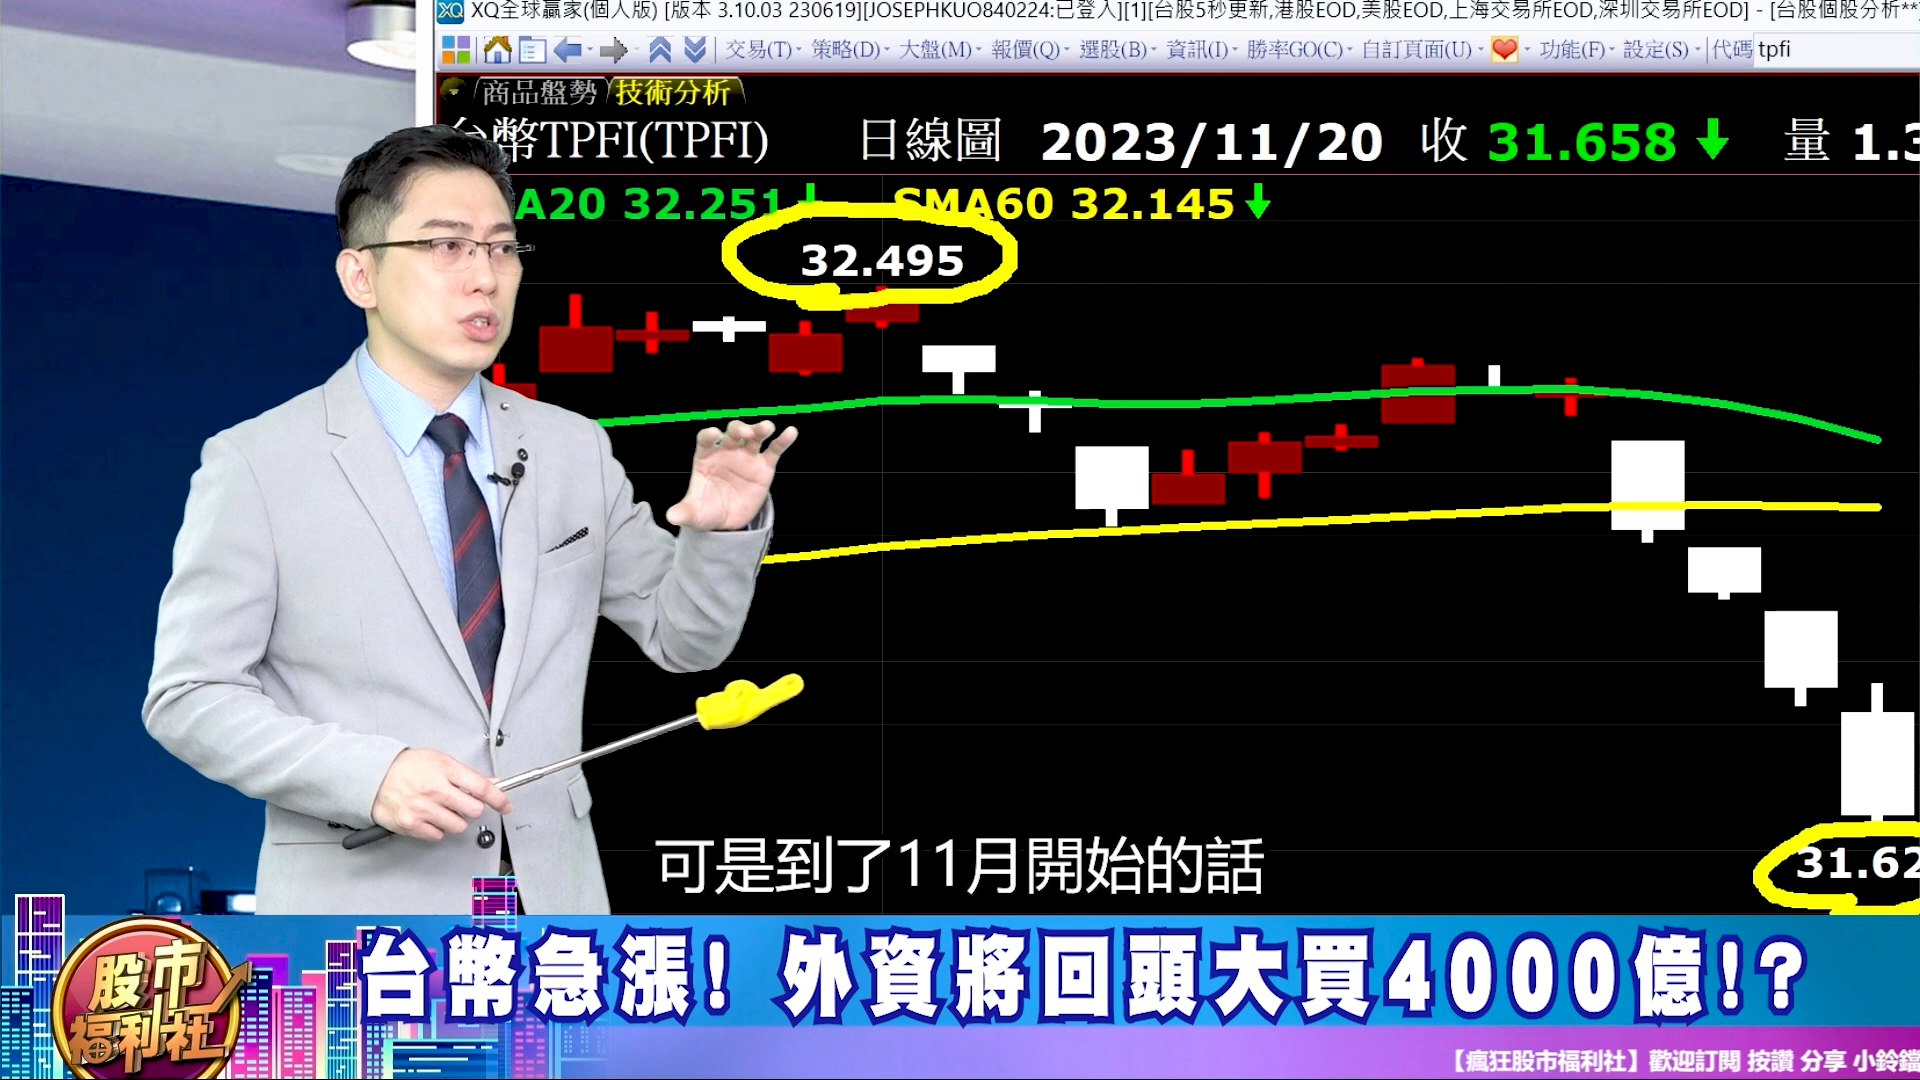 XQ全球贏家(個人版) [版本 3.10.03 230619][JOSEPHKUO840224:已登入][1][台股5秒更新,港股EOD,美股EOD,上海交易所EOD,深圳交易所EOD] - [台股個股分析**
交易(T) 策略(D) 大盤(M) 報價(Q) 選股(B) 資訊(I) 勝率GO(C) 自訂頁面(U) 功能(F) 設定(S) 代碼 tpfi
商品盤勢 技術分析
台幣TPFI(TPFI) 日線圖 2023/11/20 收 31.658 量 1.3
A20 32.251 SMA60 32.145
32.495
31.62
可是到了11月開始的話
台幣急漲! 外資將回頭大買4000億!?
股市
福利社
【瘋狂股市福利社】歡迎訂閱 按讚 分享 小鈴鐺